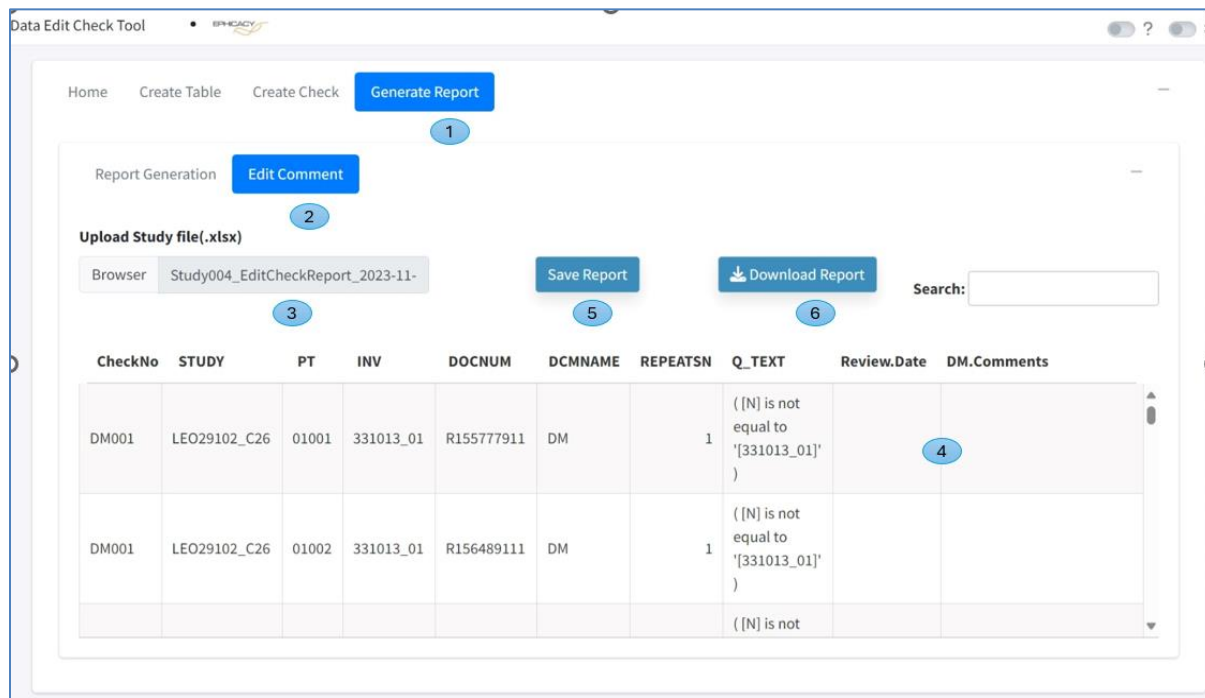 Data Edit Check Tool • EPHICACY ?
Home Create Table Create Check Generate Report
1
Report Generation Edit Comment
2
Upload Study file(.xlsx)
Browser Study004_EditCheckReport_2023-11- Save Report Download Report Search:
3 5 6
CheckNo STUDY PT INV DOCNUM DCMNAME REPEATSN Q_TEXT Review.Date DM.Comments
( [N] is not
equal to
DM001 LEO29102_C26 01001 331013_01 R155777911 DM 1 '[331013_01]' 4
)
( [N] is not
equal to
DM001 LEO29102_C26 01002 331013_01 R156489111 DM 1 '[331013_01]'
)
( [N] is not